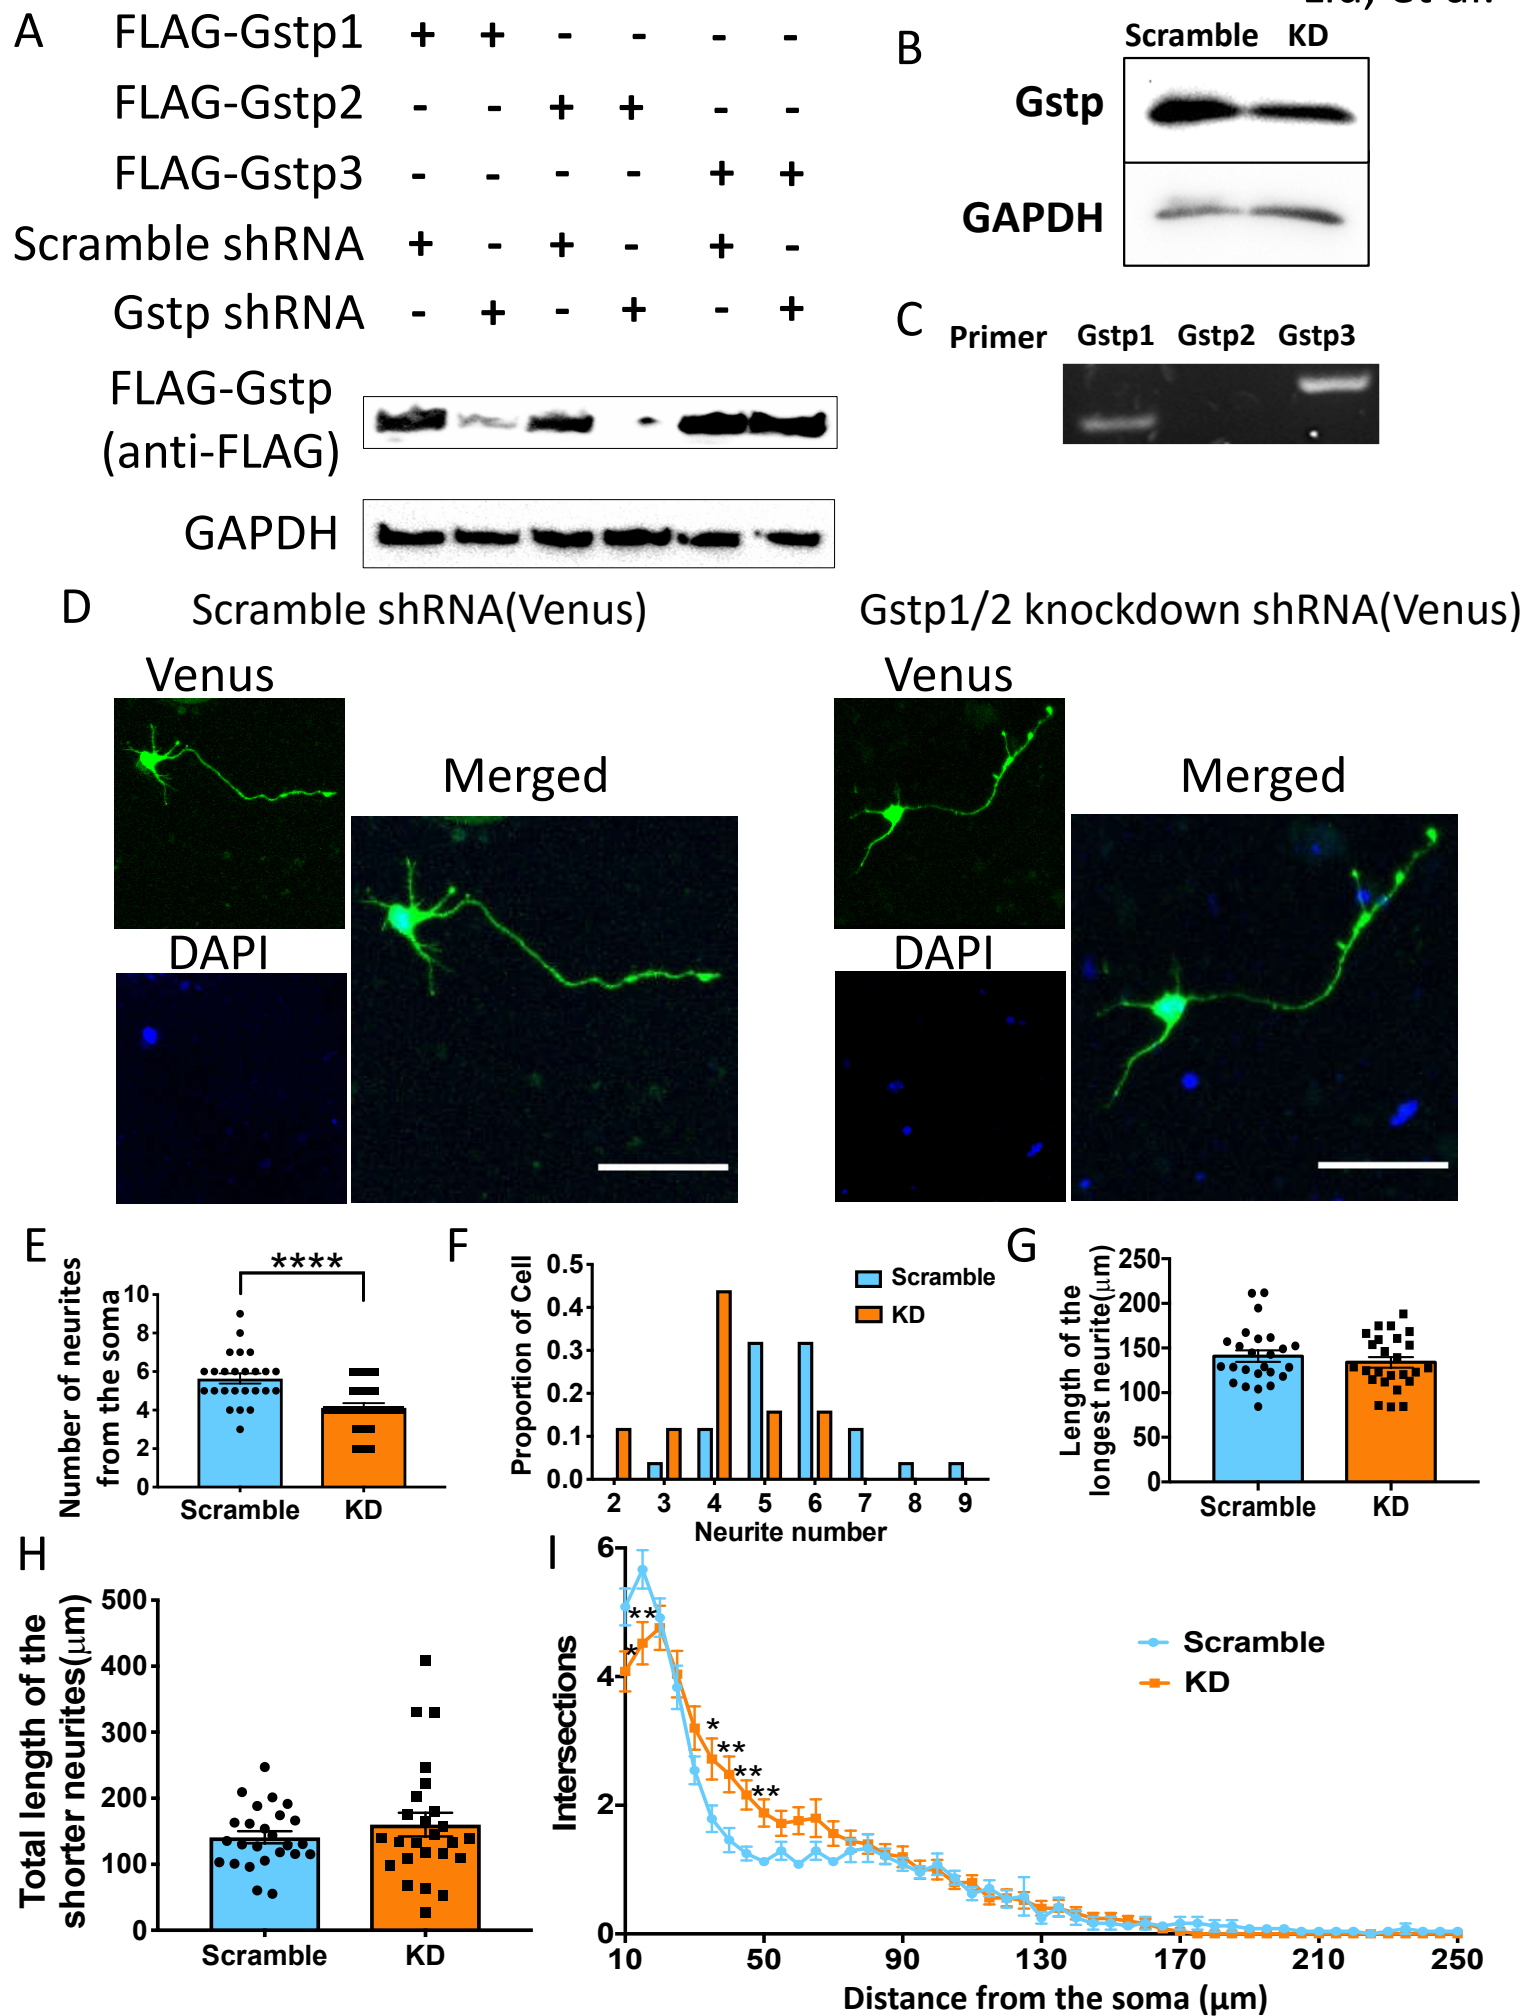 A
FLAG-Gstp1 + + - - - -
FLAG-Gstp2 - - + + - -
FLAG-Gstp3 - - - - + +
Scramble shRNA + - + - + -
Gstp shRNA - + - + - +
FLAG-Gstp
(anti-FLAG)
GAPDH
B
Scramble KD
Gstp
GAPDH
C
Primer Gstp1 Gstp2 Gstp3
D
Scramble shRNA(Venus)
Venus
Merged
DAPI
Gstp1/2 knockdown shRNA(Venus)
Venus
Merged
DAPI
E
Number of neurites
from the soma
****
10
8
6
4
2
0
Scramble KD
F
Proportion of Cell
0.5
0.4
0.3
0.2
0.1
0.0
Scramble
KD
2 3 4 5 6 7 8 9
Neurite number
G
Length of the
longest neurite(μm)
250
200
150
100
50
0
Scramble KD
H
Total length of the
shorter neurites(μm)
500
400
300
200
100
0
Scramble KD
I
Intersections
6
4
2
0
**
*
*
**
**
**
Scramble
KD
10 50 90 130 170 210 250
Distance from the soma (μm)